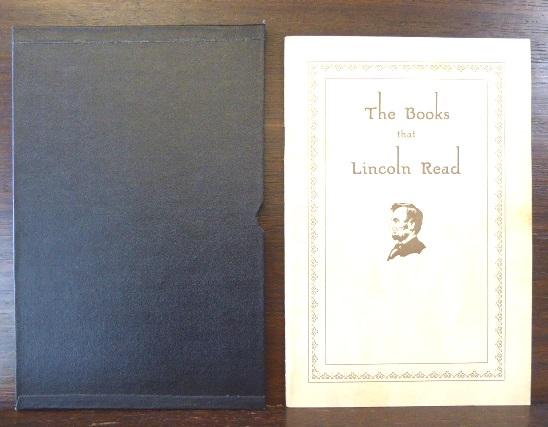 The Books
that
Lincoln Read